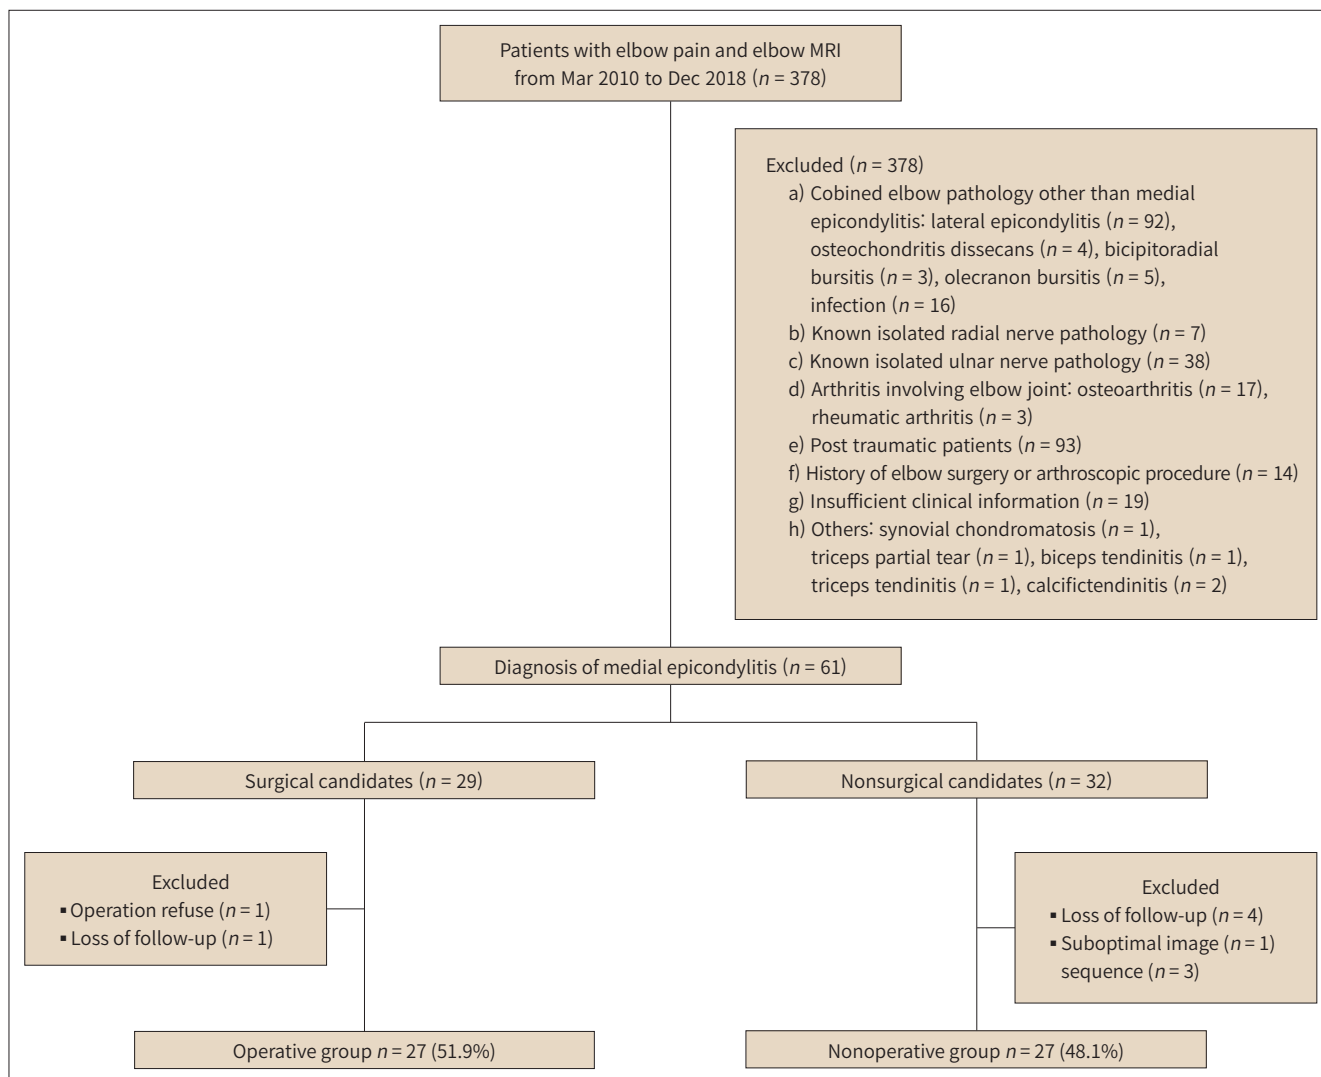 Patients with elbow pain and elbow MRI
from Mar 2010 to Dec 2018 (n = 378)
Excluded (n = 378)
a) Cobined elbow pathology other than medial
epicondylitis: lateral epicondylitis (n = 92),
osteochondritis dissecans (n = 4), bicipitoradial
bursitis (n = 3), olecranon bursitis (n = 5),
infection (n = 16)
b) Known isolated radial nerve pathology (n = 7)
c) Known isolated ulnar nerve pathology (n = 38)
d) Arthritis involving elbow joint: osteoarthritis (n = 17),
rheumatic arthritis (n = 3)
e) Post traumatic patients (n = 93)
f) History of elbow surgery or arthroscopic procedure (n = 14)
g) Insufficient clinical information (n = 19)
h) Others: synovial chondromatosis (n = 1),
triceps partial tear (n = 1), biceps tendinitis (n = 1),
triceps tendinitis (n = 1), calcifictendinitis (n = 2)
Diagnosis of medial epicondylitis (n = 61)
Surgical candidates (n = 29)
Nonsurgical candidates (n = 32)
Excluded
▪ Operation refuse (n = 1)
▪ Loss of follow-up (n = 1)
Excluded
▪ Loss of follow-up (n = 4)
▪ Suboptimal image (n = 1)
sequence (n = 3)
Operative group n = 27 (51.9%)
Nonoperative group n = 27 (48.1%)